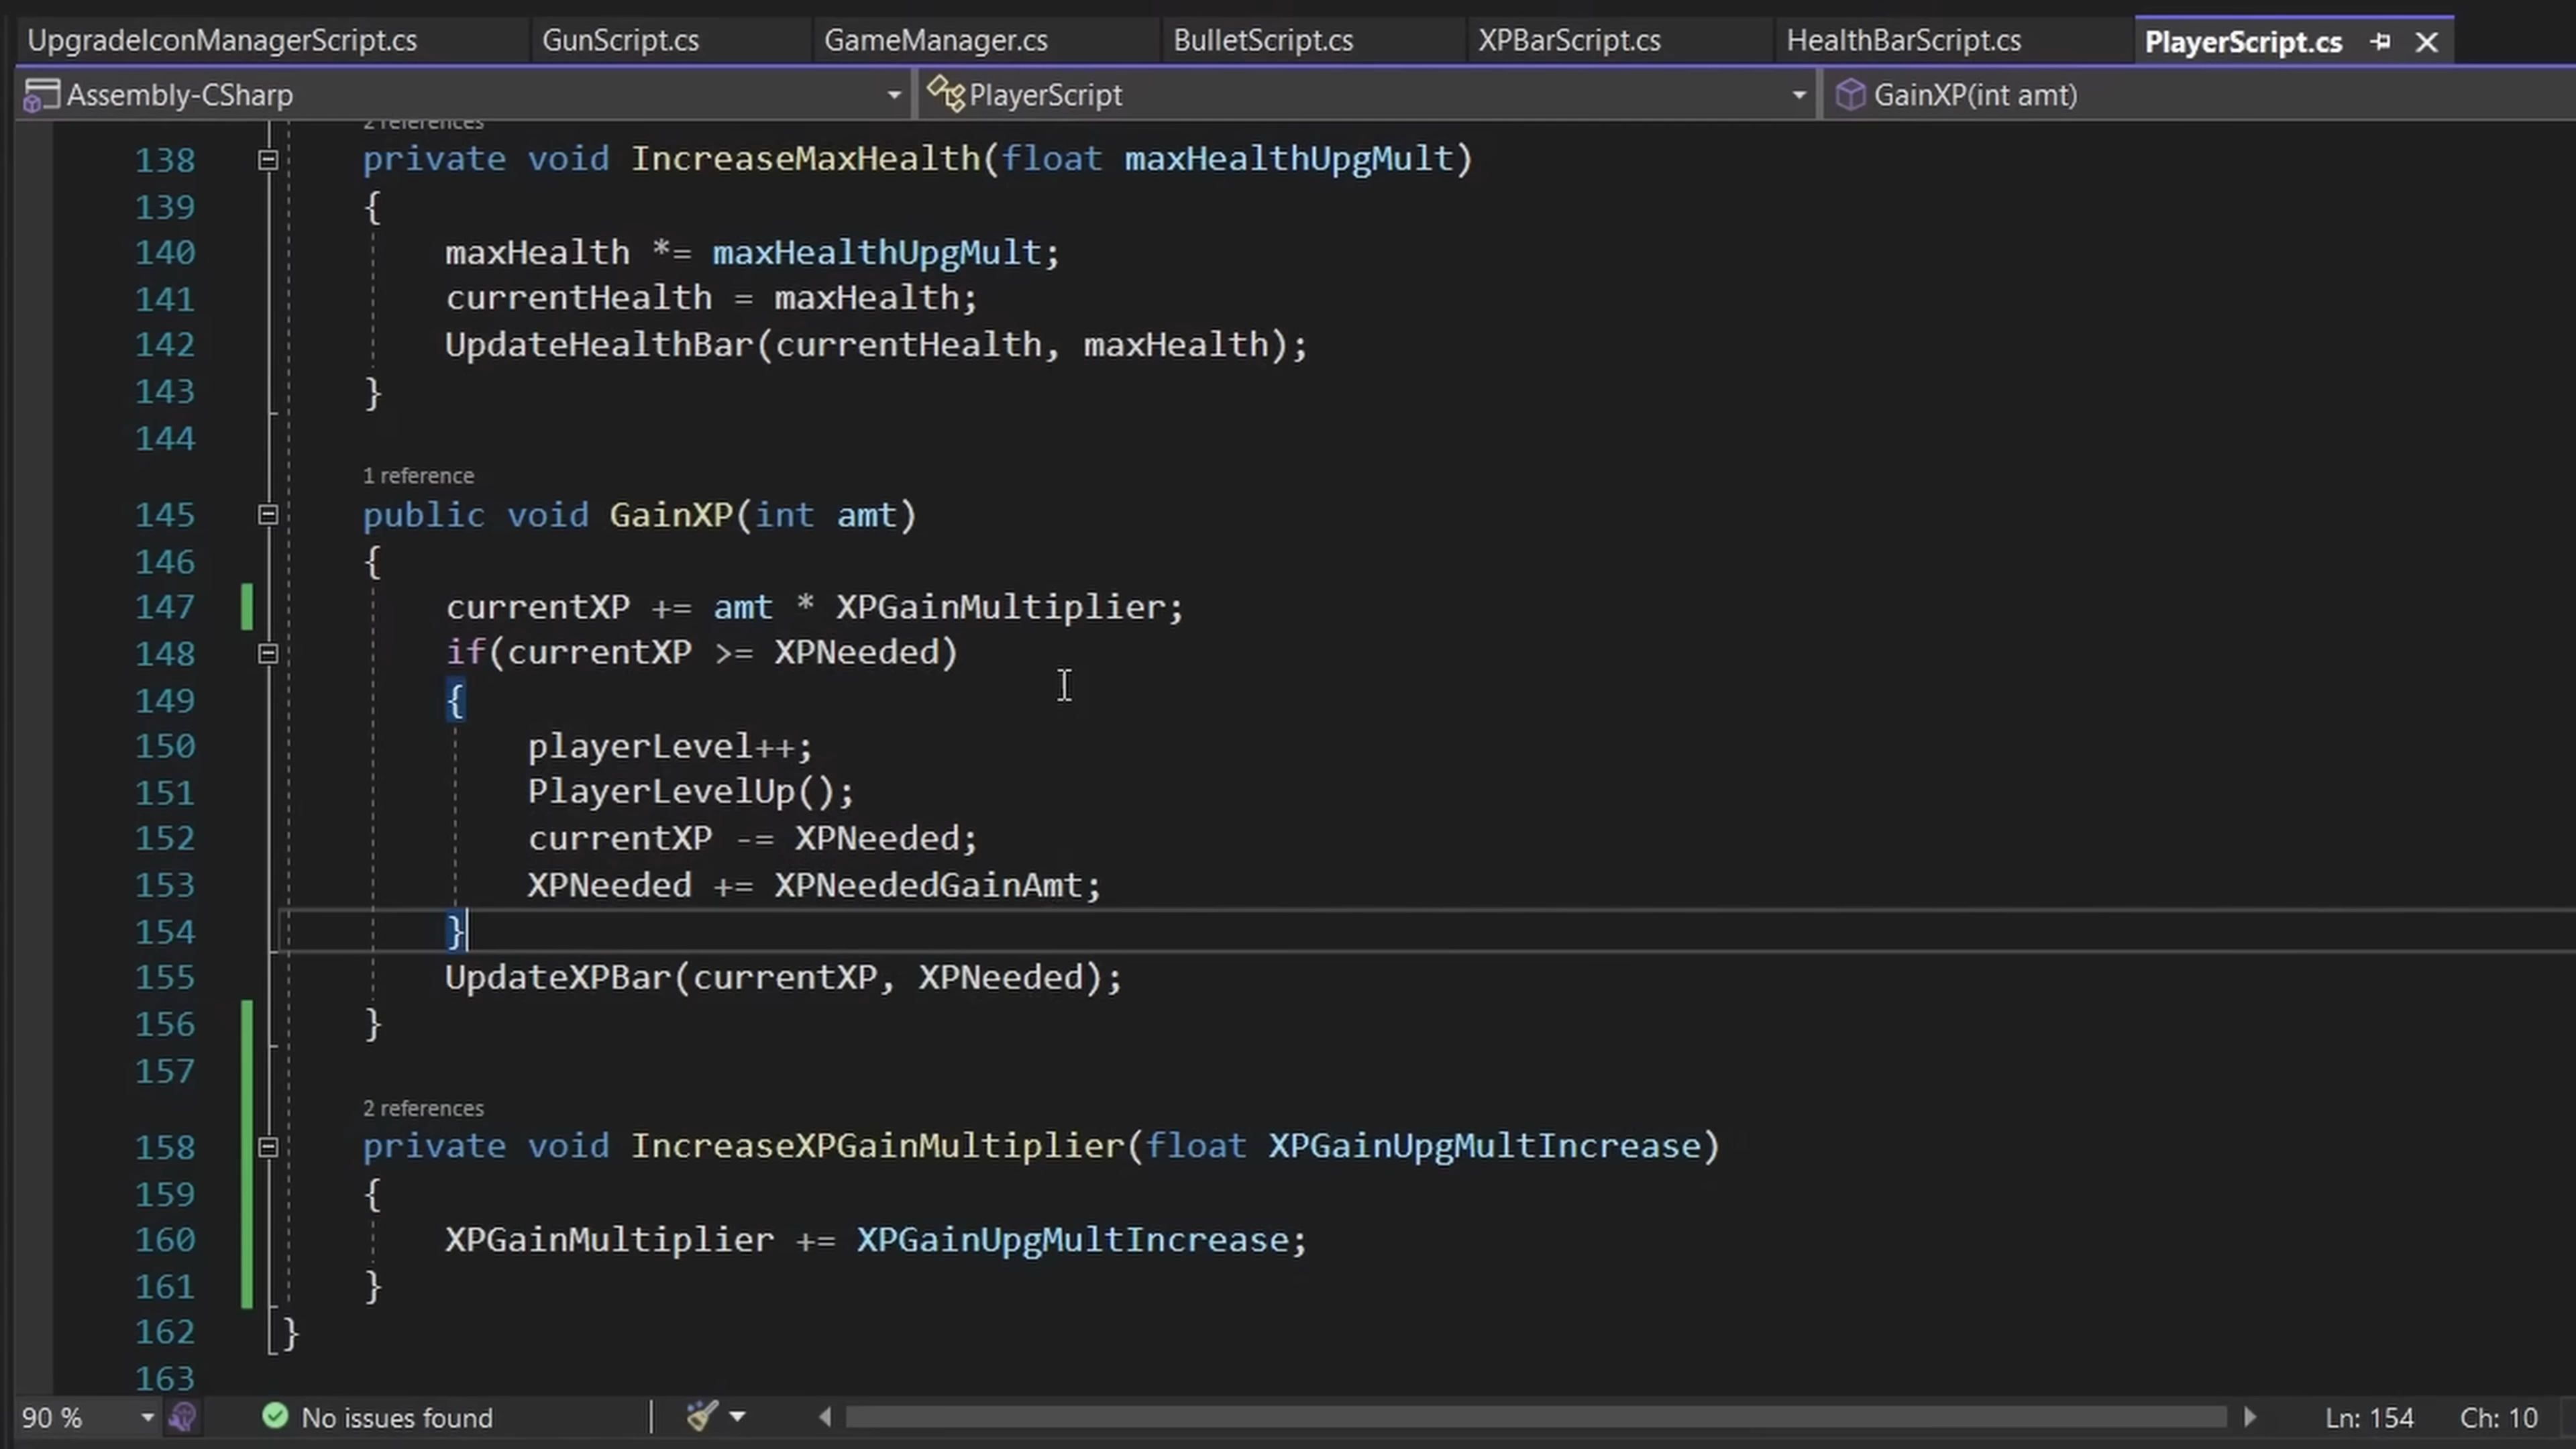 UpgradeIconManagerScript.cs GunScript.cs GameManager.cs BulletScript.cs XPBarScript.cs HealthBarScript.cs PlayerScript.cs
Assembly-CSharp PlayerScript GainXP(int amt)
2 references
138 private void IncreaseMaxHealth(float maxHealthUpgMult)
139 {
140 maxHealth *= maxHealthUpgMult;
141 currentHealth = maxHealth;
142 UpdateHealthBar(currentHealth, maxHealth);
143 }
144
1 reference
145 public void GainXP(int amt)
146 {
147 currentXP += amt * XPGainMultiplier;
148 if(currentXP >= XPNeeded)
149 {
150 playerLevel++;
151 PlayerLevelUp();
152 currentXP -= XPNeeded;
153 XPNeeded += XPNeededGainAmt;
154 }
155 UpdateXPBar(currentXP, XPNeeded);
156 }
157
2 references
158 private void IncreaseXPGainMultiplier(float XPGainUpgMultIncrease)
159 {
160 XPGainMultiplier += XPGainUpgMultIncrease;
161 }
162 }
163
90 % No issues found Ln: 154 Ch: 10